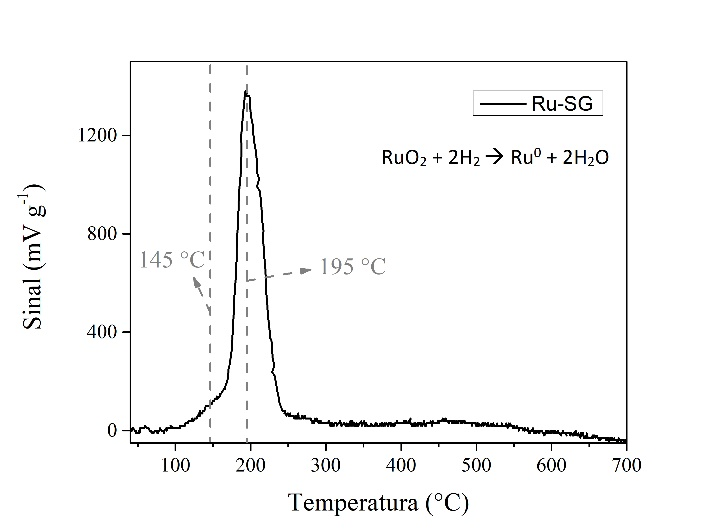 Ru-SG
RuO₂ + 2H₂ → Ru⁰ + 2H₂O
1200
800
400
0
145 °C
195 °C
Sinal (mV g⁻¹)
100 200 300 400 500 600 700
Temperatura (°C)